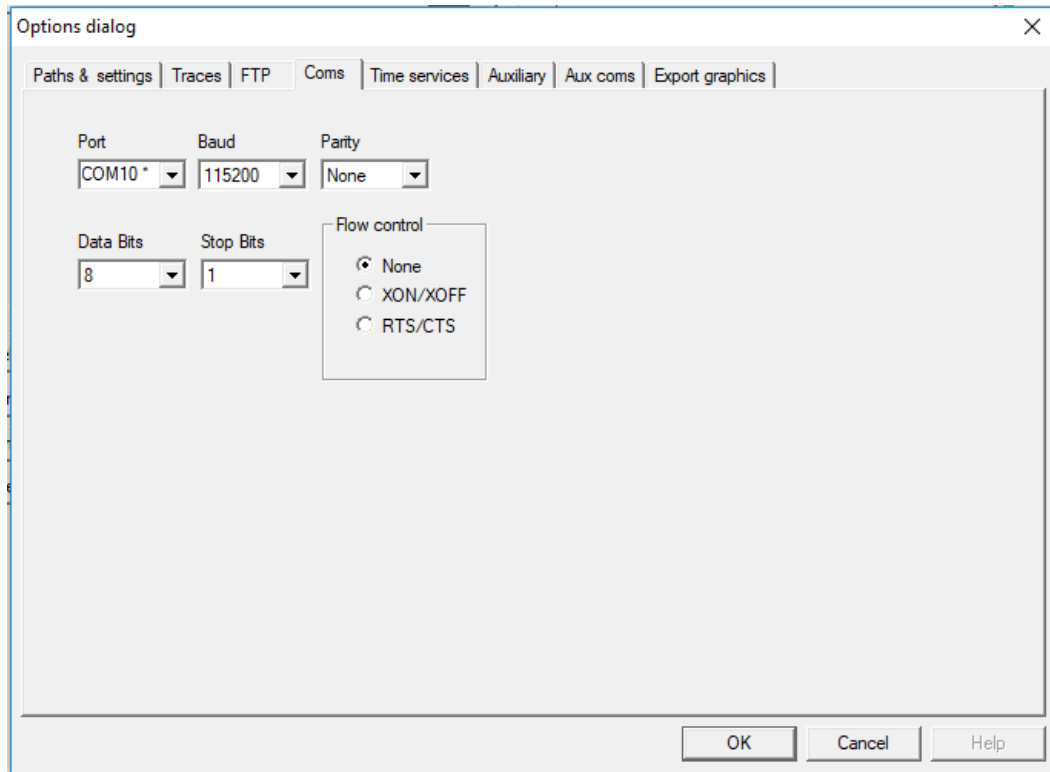 Options dialog
Paths & settings Traces FTP Coms Time services Auxiliary Aux coms Export graphics
Port Baud Parity
COM10 * 115200 None
Data Bits Stop Bits Flow control
8 1 None
XON/XOFF
RTS/CTS
OK Cancel Help